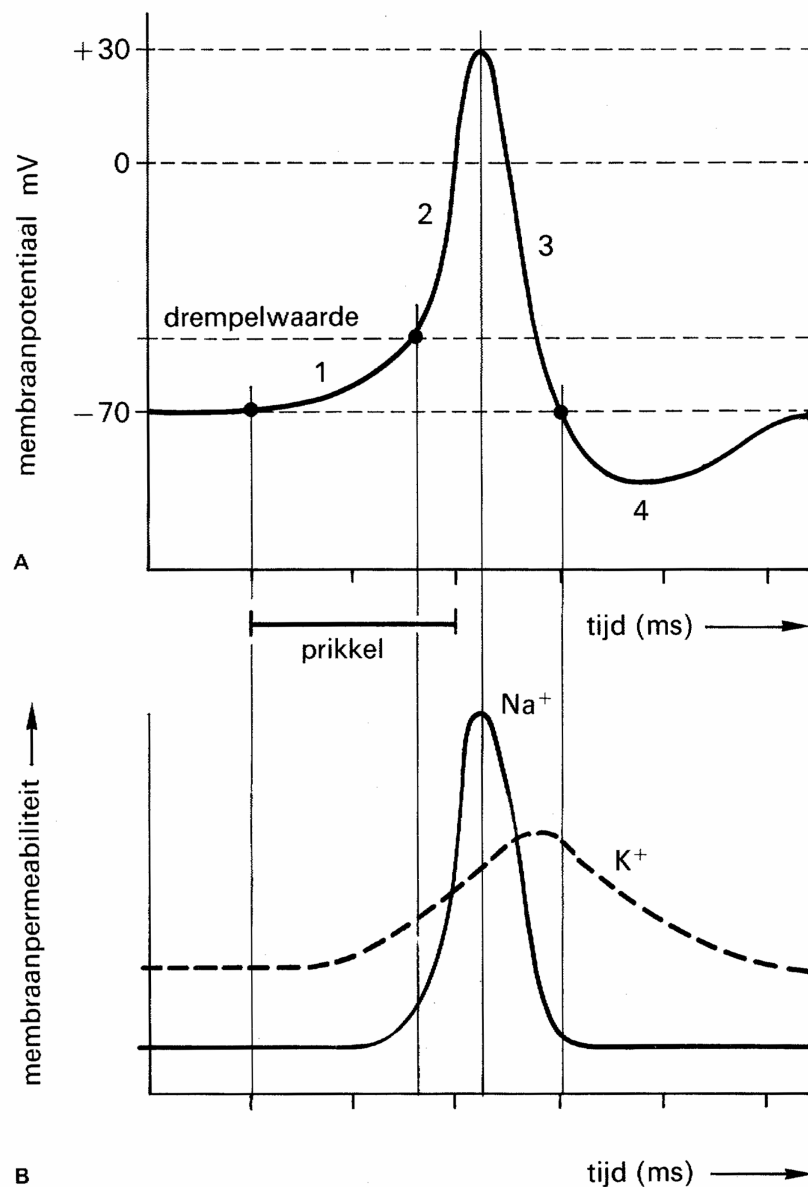 +30
0
membraanpotentiaal mV
drempelwaarde
1
2
3
−70
4
A
prikkel
tijd (ms)
Na+
K+
membraanpermeabiliteit
B
tijd (ms)